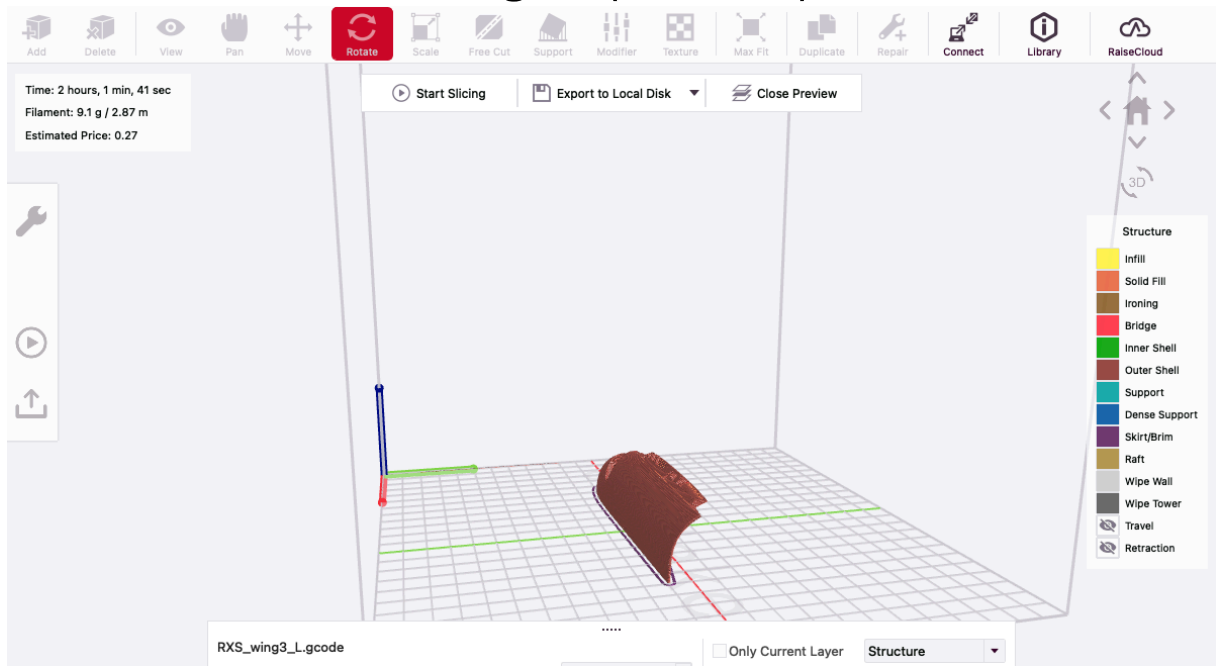 Add Delete View Pan Move Rotate Scale Free Cut Support Modifier Texture Max Fit Duplicate Repair Connect Library RaiseCloud
Time: 2 hours, 1 min, 41 sec
Filament: 9.1 g / 2.87 m
Estimated Price: 0.27
Start Slicing Export to Local Disk Close Preview
3D
Structure
Infill
Solid Fill
Ironing
Bridge
Inner Shell
Outer Shell
Support
Dense Support
Skirt/Brim
Raft
Wipe Wall
Wipe Tower
Travel
Retraction
RXS_wing3_L.gcode
Only Current Layer Structure